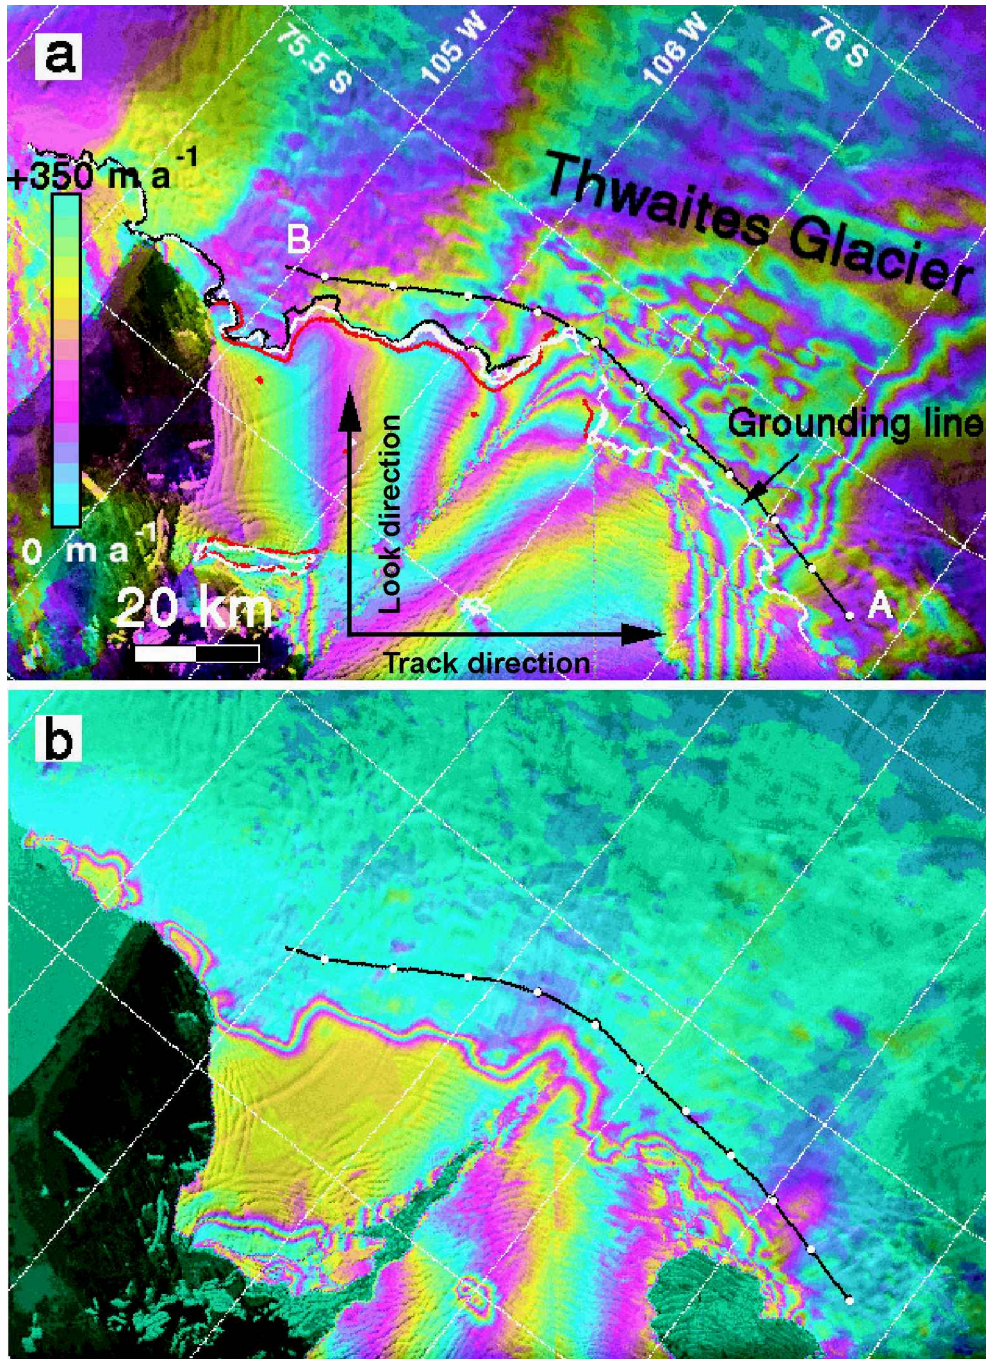 a
75.5 S
105 W
106 W
76 S
+350 m a⁻¹
Thwaites Glacier
B
Grounding line
Look direction
0 m a⁻¹
A
20 km
Track direction
b